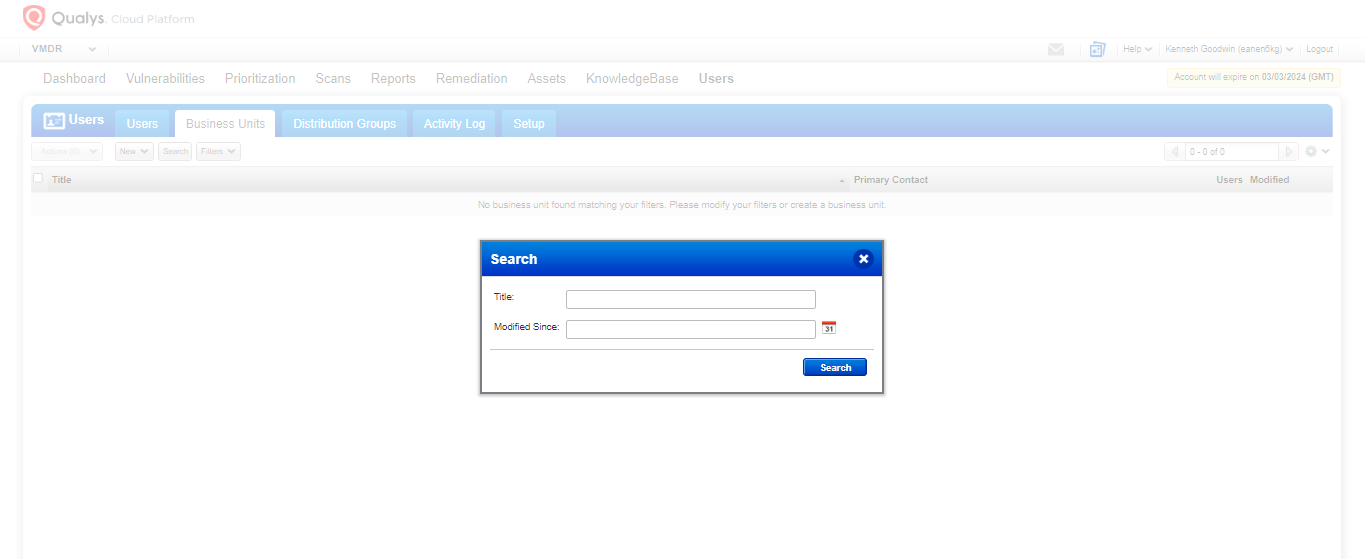 Qualys. Cloud Platform
VMDR
Help
Kenneth Goodwin (eanen6kg)
Logout
Dashboard Vulnerabilities Prioritization Scans Reports Remediation Assets KnowledgeBase Users
Account will expire on 03/03/2024 (GMT)
Users Users Business Units Distribution Groups Activity Log Setup
Actions (0) New Search Filters 0 - 0 of 0
Title Primary Contact Users Modified
No business unit found matching your filters. Please modify your filters or create a business unit.
Search
Title:
Modified Since: 31
Search